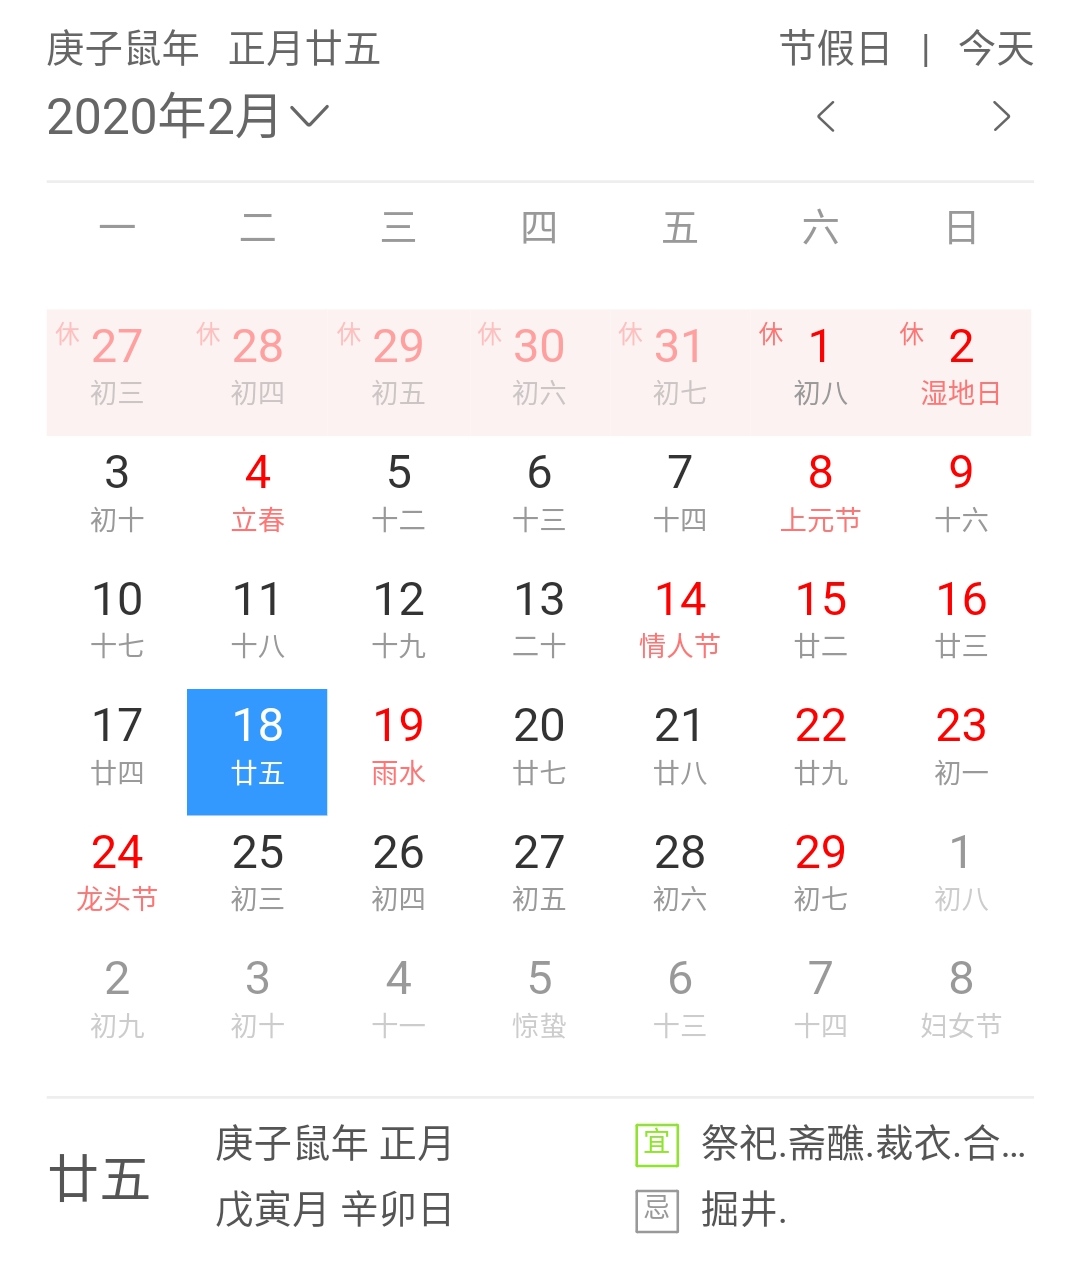 庚子鼠年 正月廿五 节假日 | 今天
2020年2月
一 二 三 四 五 六 日
休 27 休 28 休 29 休 30 休 31 休 1 休 2
初三 初四 初五 初六 初七 初八 湿地日
3 4 5 6 7 8 9
初十 立春 十二 十三 十四 上元节 十六
10 11 12 13 14 15 16
十七 十八 十九 二十 情人节 廿二 廿三
17 18 19 20 21 22 23
廿四 廿五 雨水 廿七 廿八 廿九 初一
24 25 26 27 28 29 1
龙头节 初三 初四 初五 初六 初七 初八
2 3 4 5 6 7 8
初九 初十 十一 惊蛰 十三 十四 妇女节
廿五
庚子鼠年 正月
戊寅月 辛卯日
宜 祭祀.斋醮.裁衣.合...
忌 掘井.